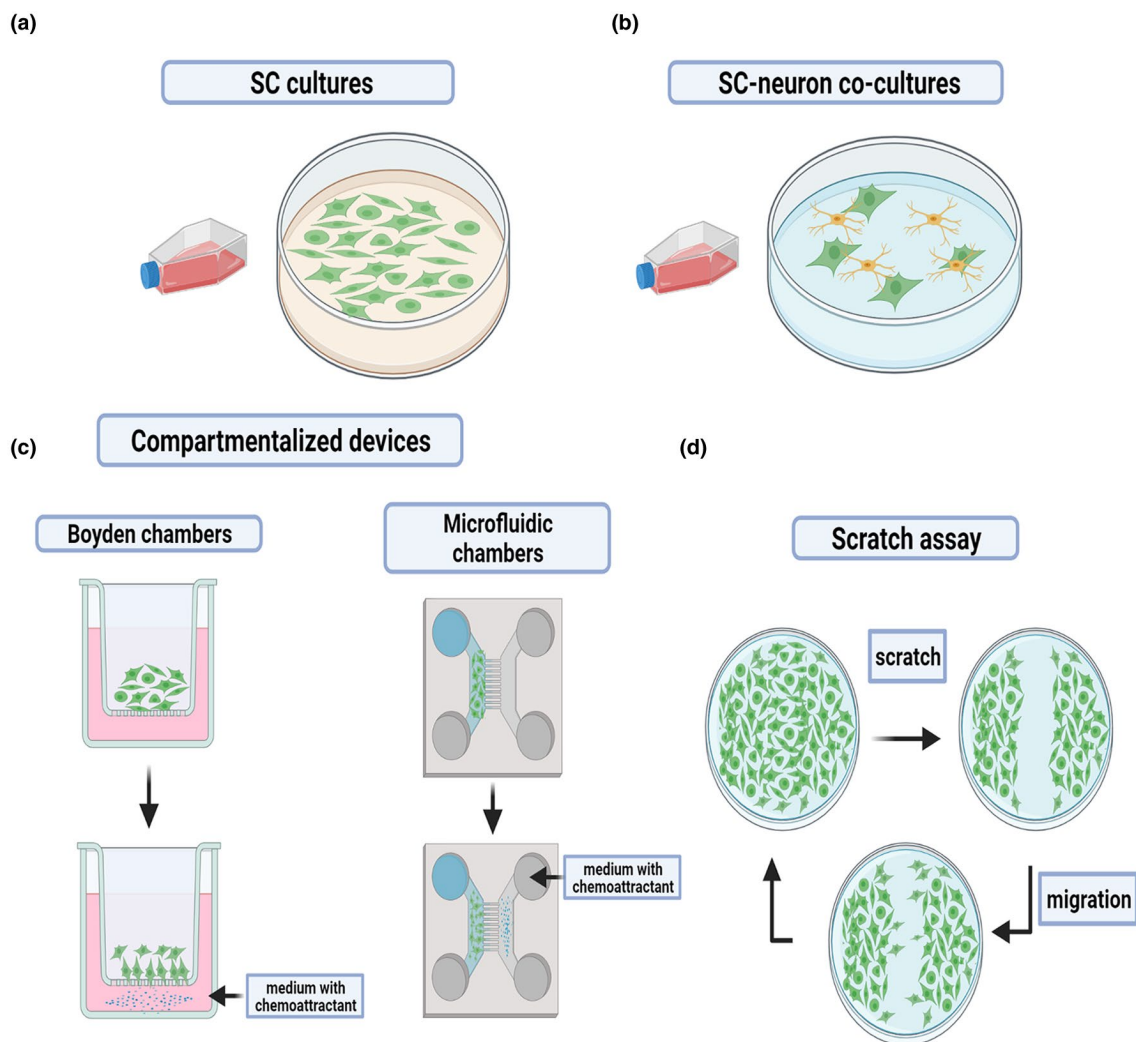 (a)
SC cultures
(b)
SC-neuron co-cultures
(c)
Compartmentalized devices
Boyden chambers
Microfluidic
chambers
medium with
chemoattractant
medium with
chemoattractant
(d)
Scratch assay
scratch
migration